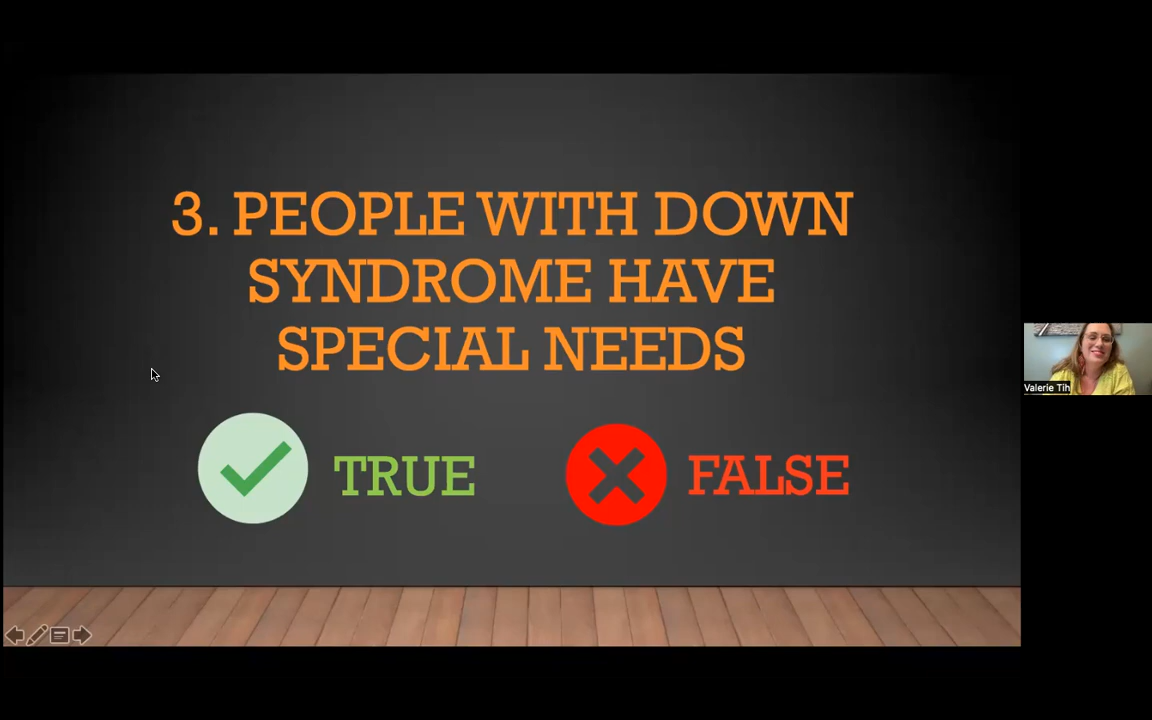 3. PEOPLE WITH DOWN
SYNDROME HAVE
SPECIAL NEEDS
TRUE
FALSE
Valerie Tih